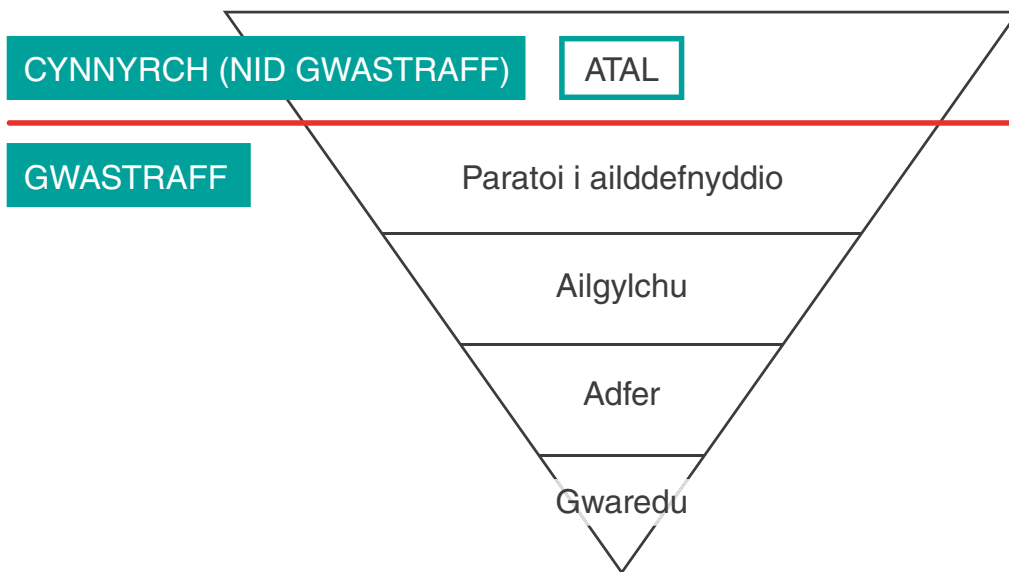 CYNNYRCH (NID GWASTRAFF)
ATAL
GWASTRAFF
Paratoi i ailddefnyddio
Ailgylchu
Adfer
Gwaredu